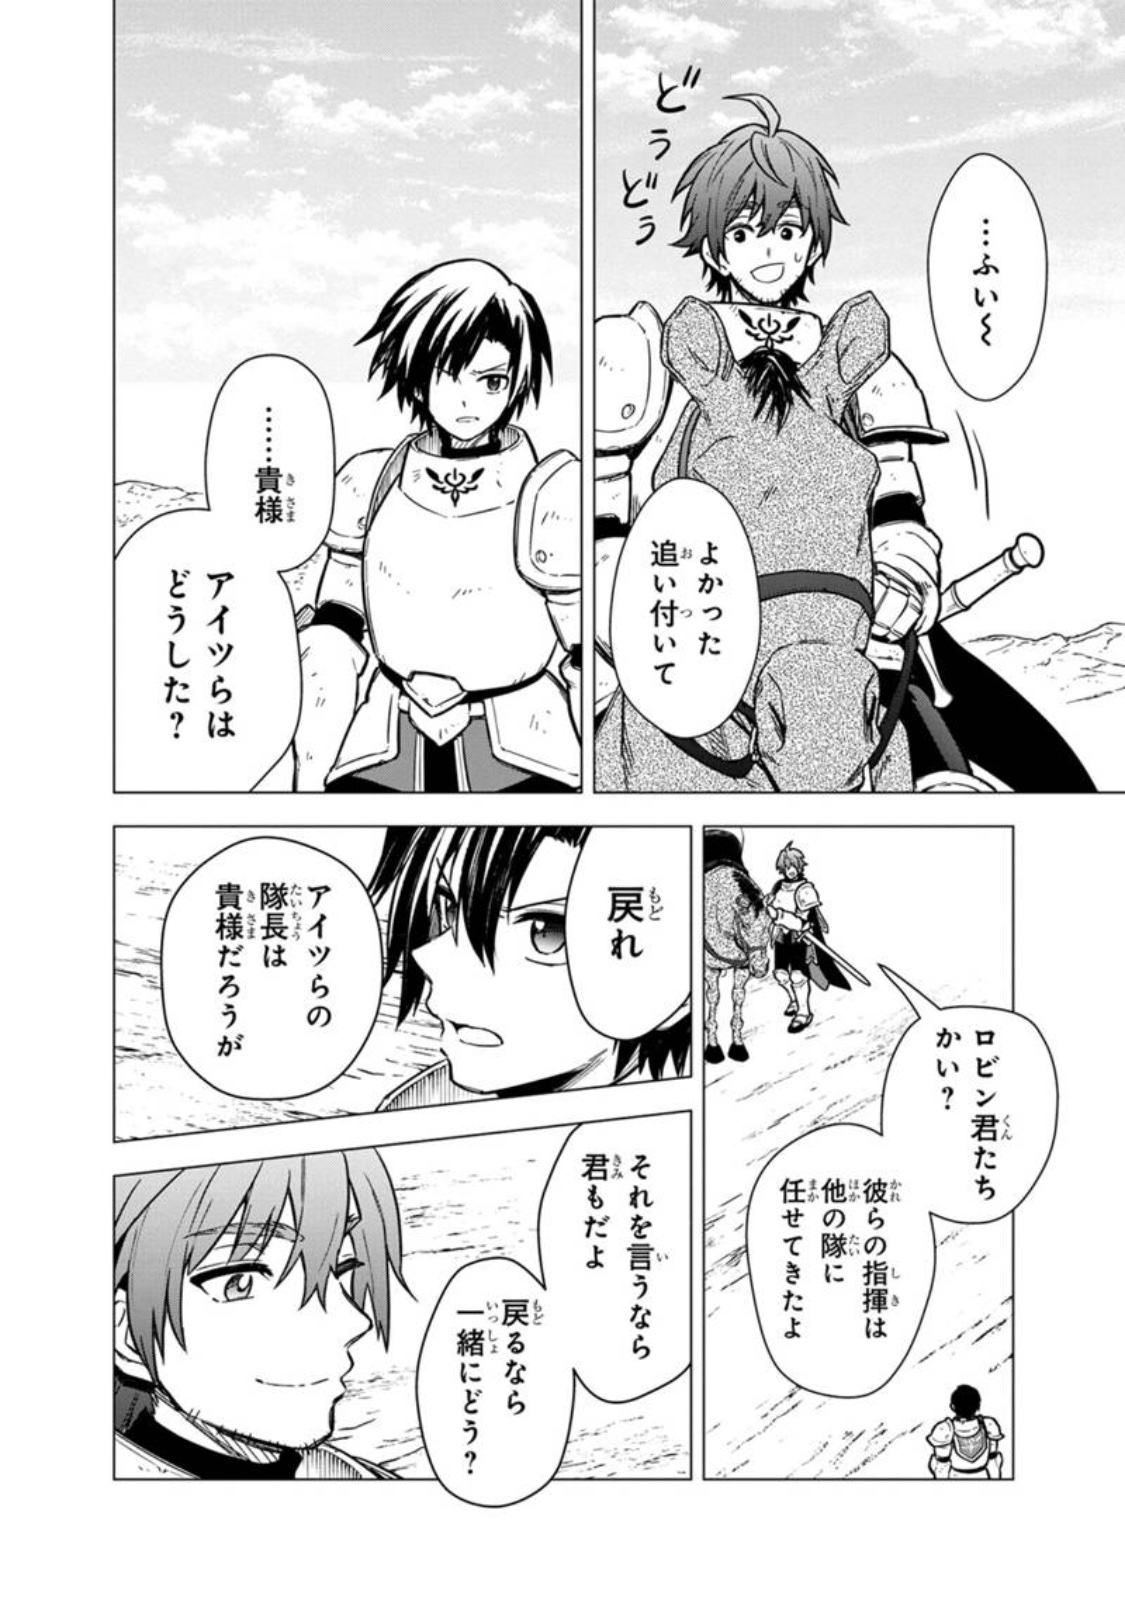 …ふい～
どうどう
よかった
追い付いて
……貴様
アイツらは
どうした？
ロビン君たち
かい？
彼らの指揮は
他の隊に
任せてきたよ
戻れ
アイツらの
隊長は
貴様だろうが
それを言うなら
君もだよ
戻るなら
一緒にどう？